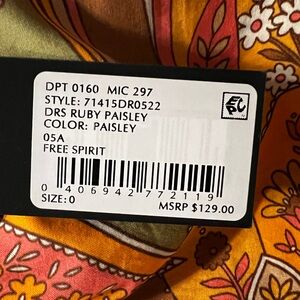 DPT 0160 MIC 297
STYLE: 71415DR0522
DRS RUBY PAISLEY
COLOR: PAISLEY
05A
FREE SPIRIT
0 406942 772119
SIZE: 0
MSRP $129.00